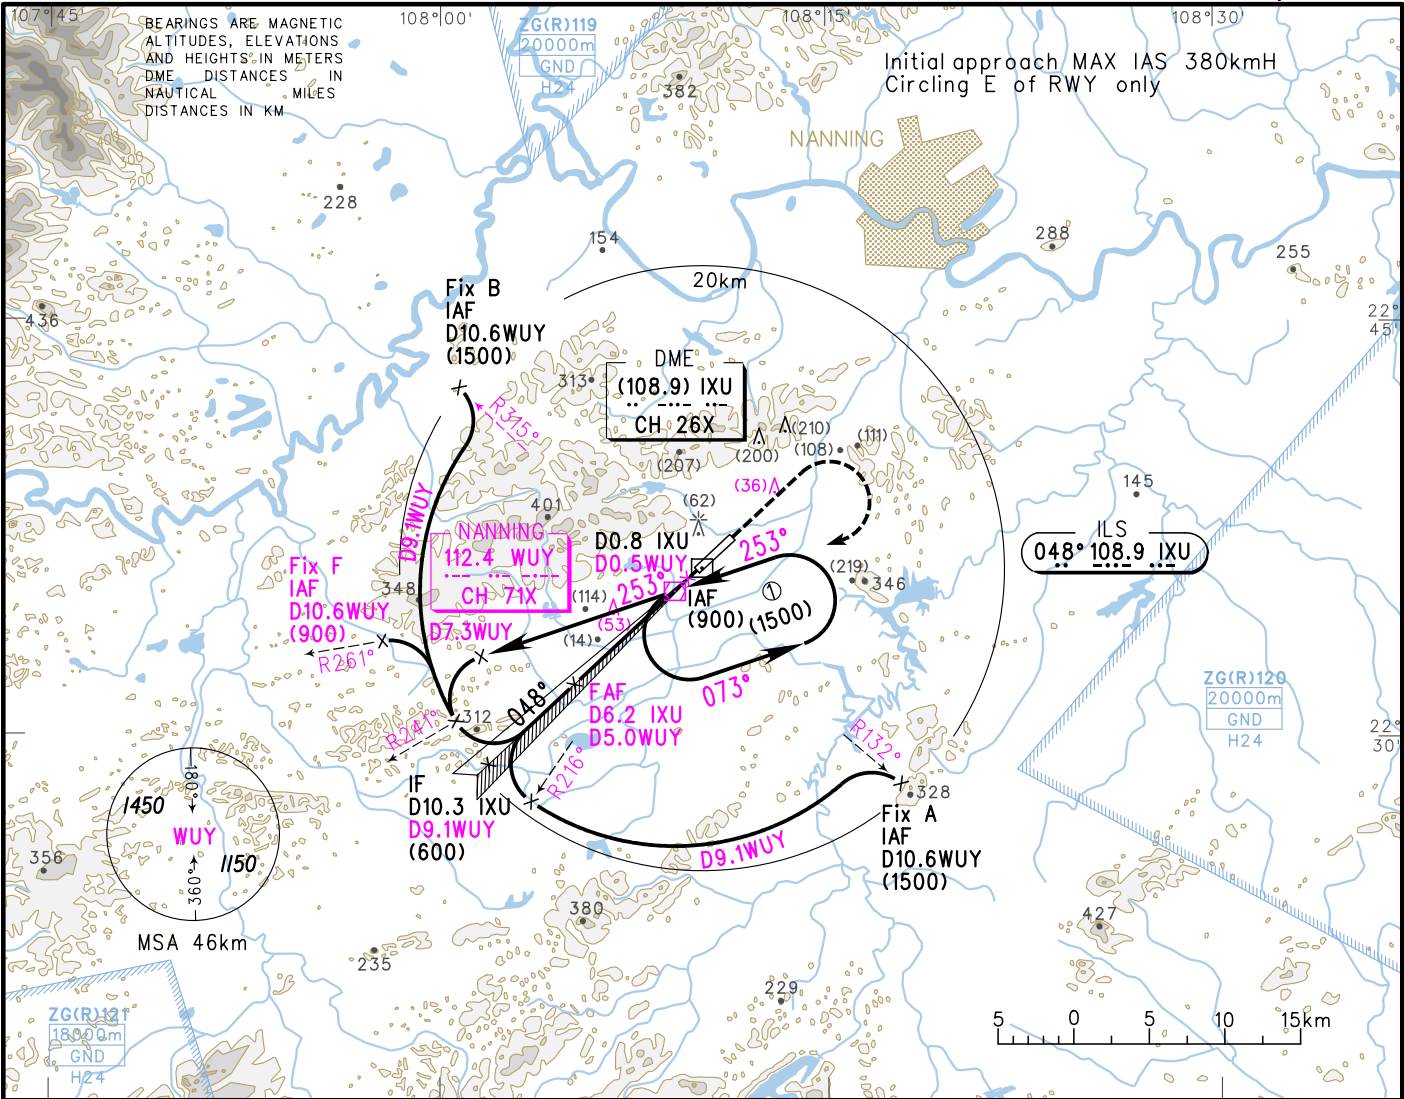 107°45'
108°00'
108°15'
108°30'
BEARINGS ARE MAGNETIC
ALTITUDES, ELEVATIONS
AND HEIGHTS IN METERS
DME DISTANCES IN
NAUTICAL MILES
DISTANCES IN KM
ZG(R)119
20000m
GND
H24
382
Initial approach MAX IAS 380kmH
Circling E of RWY only
NANNING
228
154
288
255
436
20km
22°
45'
Fix B
IAF
D10.6WUY
(1500)
R315°
313
DME
(108.9) IXU
·· -··- ··-
CH 26X
(210)
(200)
(207)
(108)
(111)
(36)
(62)
145
401
D9.1WUY
NANNING
112.4 WUY
·-- ··- -·--
CH 71X
D0.8 IXU
D0.5WUY
253°
253°
ILS
048° 108.9 IXU
·· -··- ··-
Fix F
IAF
D10.6WUY
(900)
R261°
348
(114)
(53)
(14)
D7.3WUY
IAF
(900)
(1500)
1
(219)
346
073°
048°
312
R241°
FAF
D6.2 IXU
D5.0WUY
R216°
R132°
ZG(R)120
20000m
GND
H24
22°
30'
IF
D10.3 IXU
D9.1WUY
(600)
D9.1WUY
328
Fix A
IAF
D10.6WUY
(1500)
180°
1450
WUY
1150
360°
MSA 46km
356
380
235
427
229
ZG(R)121
18000m
GND
H24
5 0 5 10 15km